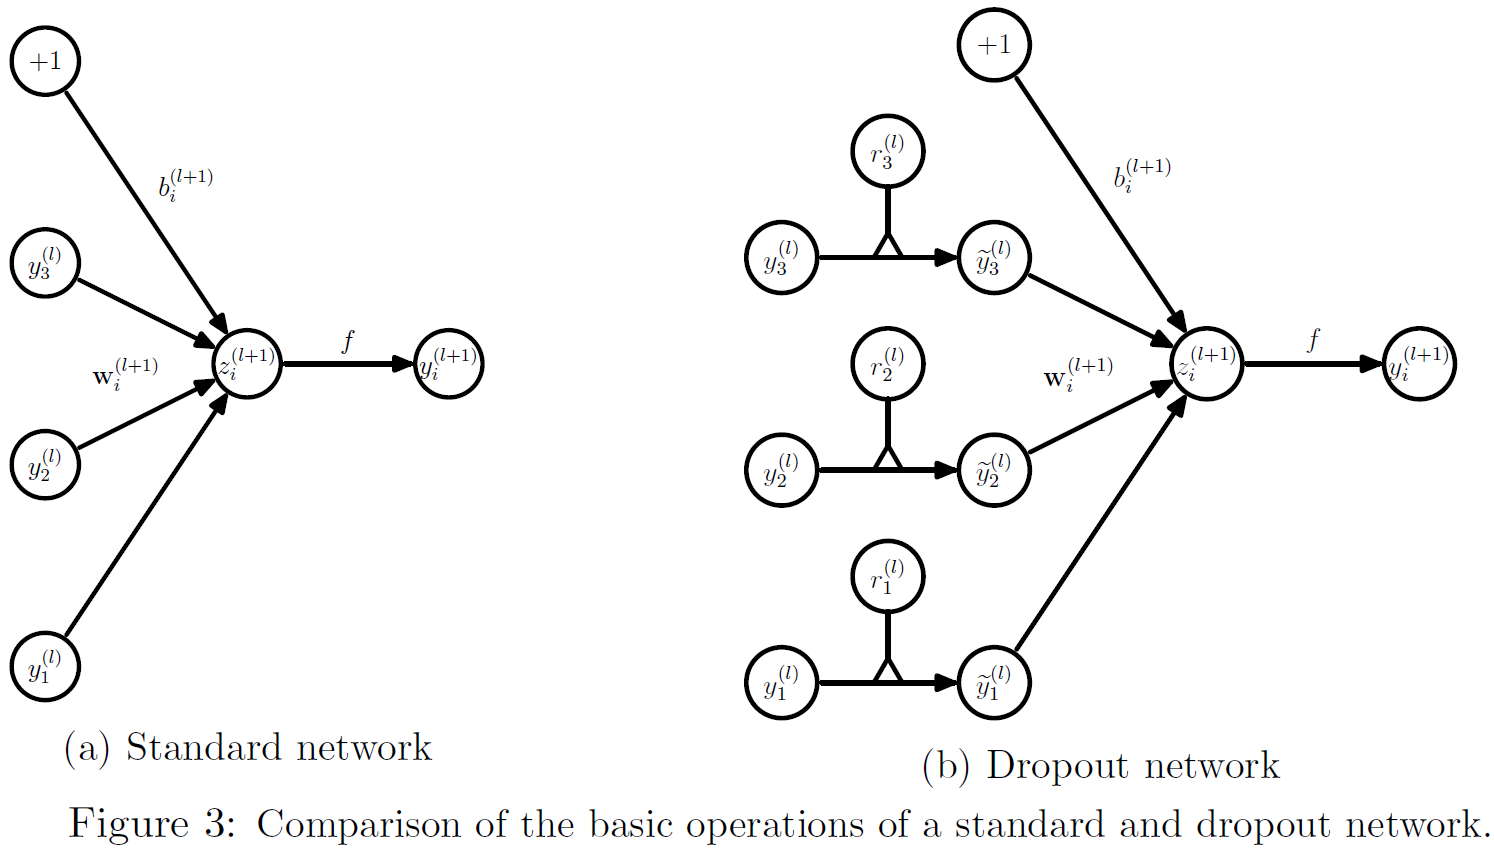 +1
b_i^{(l+1)}
y_3^{(l)}
w_i^{(l+1)}
z_i^{(l+1)}
f
y_i^{(l+1)}
y_2^{(l)}
y_1^{(l)}
(a) Standard network
+1
r_3^{(l)}
b_i^{(l+1)}
y_3^{(l)}
ỹ_3^{(l)}
r_2^{(l)}
w_i^{(l+1)}
z_i^{(l+1)}
f
y_i^{(l+1)}
y_2^{(l)}
ỹ_2^{(l)}
r_1^{(l)}
y_1^{(l)}
ỹ_1^{(l)}
(b) Dropout network
Figure 3: Comparison of the basic operations of a standard and dropout network.